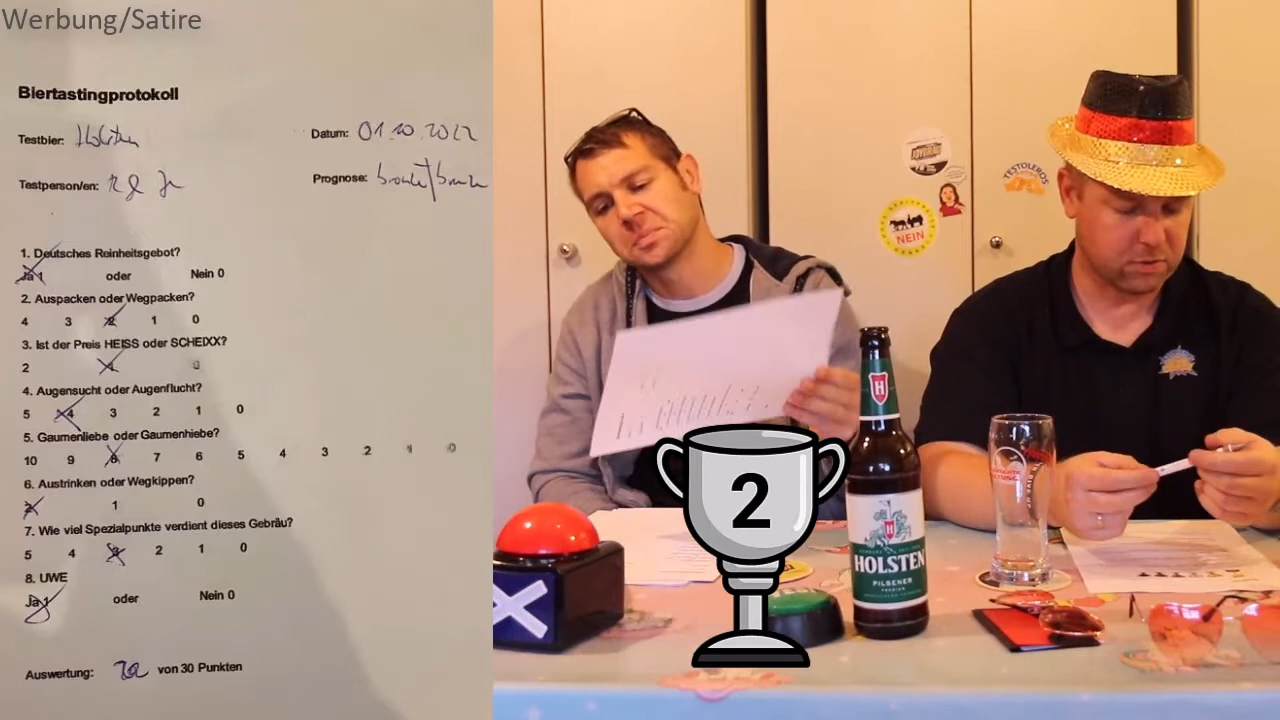 Werbung/Satire
Biertastingprotokoll
Testbier: Holsten
Datum: 01.10.2022
Testperson/en:
Prognose:
1. Deutsches Reinheitsgebot?
Ja 1 oder Nein 0
2. Auspacken oder Wegpacken?
4 3 2 1 0
3. Ist der Preis HEISS oder SCHEIXX?
2 1 0
4. Augensucht oder Augenflucht?
5 4 3 2 1 0
5. Gaumenliebe oder Gaumenhiebe?
10 9 8 7 6 5 4 3 2 1 0
6. Austrinken oder Wegkippen?
2 1 0
7. Wie viel Spezialpunkte verdient dieses Gebräu?
5 4 3 2 1 0
8. UWE
Ja 1 oder Nein 0
Auswertung: 22 von 30 Punkten
TESTOLEROS
NEIN
2
H
H
HOLSTEN
PILSENER
PREMIUM